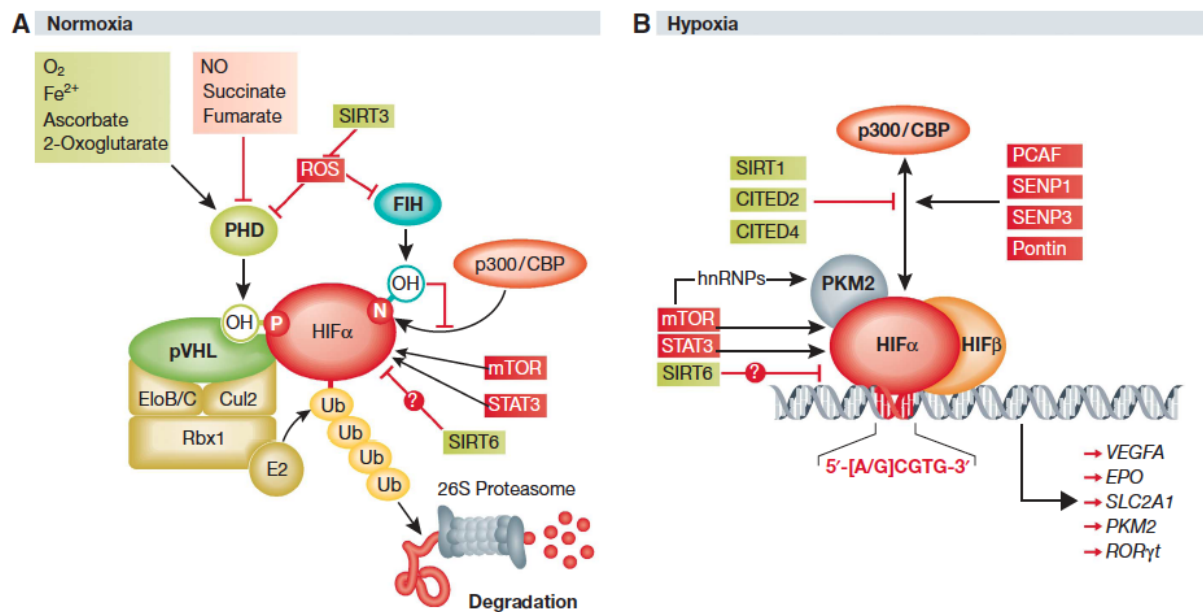 A Normoxia
O₂
Fe²⁺
Ascorbate
2-Oxoglutarate
NO
Succinate
Fumarate
SIRT3
ROS
PHD
FIH
p300/CBP
OH
OH
P
N
HIFα
pVHL
EloB/C
Cul2
Rbx1
E2
Ub
Ub
Ub
Ub
mTOR
STAT3
?
SIRT6
26S Proteasome
Degradation
B Hypoxia
p300/CBP
SIRT1
CITED2
CITED4
PCAF
SENP1
SENP3
Pontin
hnRNPs
PKM2
mTOR
STAT3
SIRT6
?
HIFα
HIFβ
5′-[A/G]CGTG-3′
VEGFA
EPO
SLC2A1
PKM2
RORγt